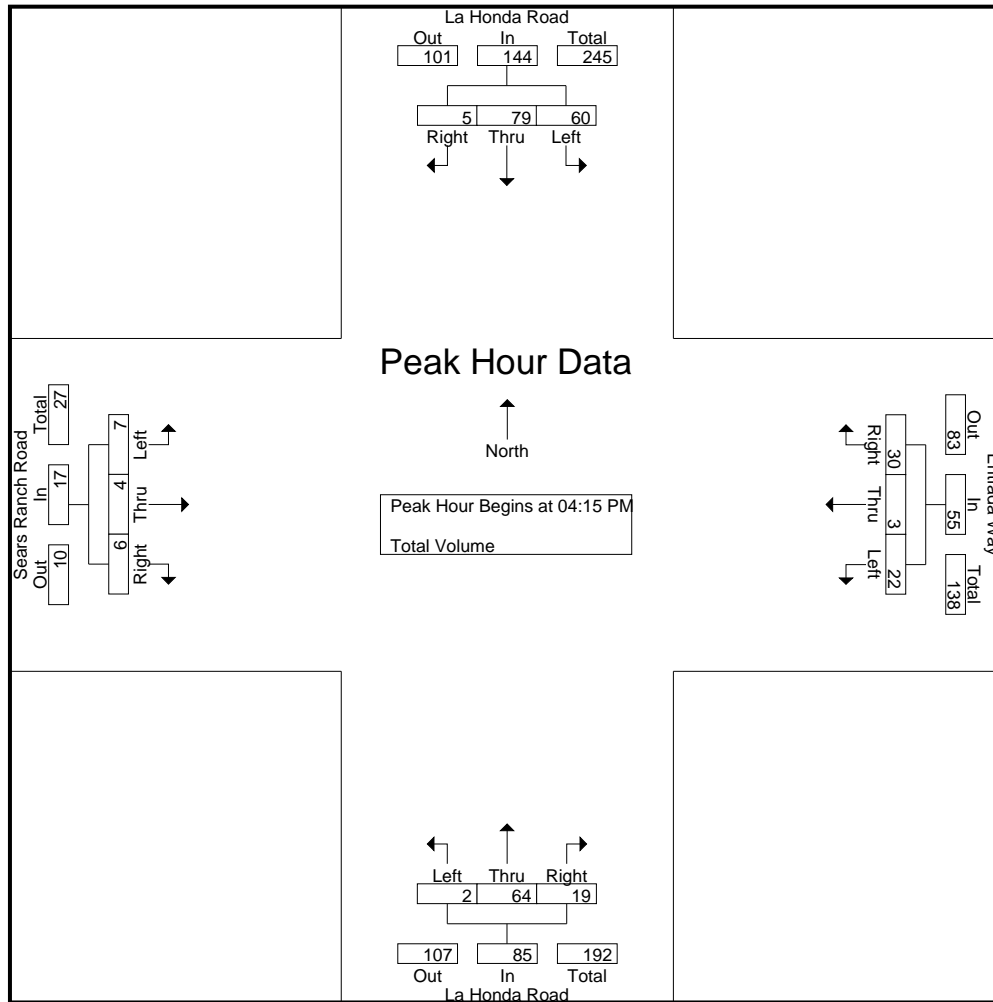 La Honda Road
Out In Total
101 144 245
5 79 60
Right Thru Left
Peak Hour Data
North
Peak Hour Begins at 04:15 PM
Total Volume
Sears Ranch Road
Total In Out
27 17 10
7 4 6
Left Thru Right
Right Thru Left
30 3 22
83 55 138
Out In Total
Entrada Way
Left Thru Right
2 64 19
107 85 192
Out In Total
La Honda Road